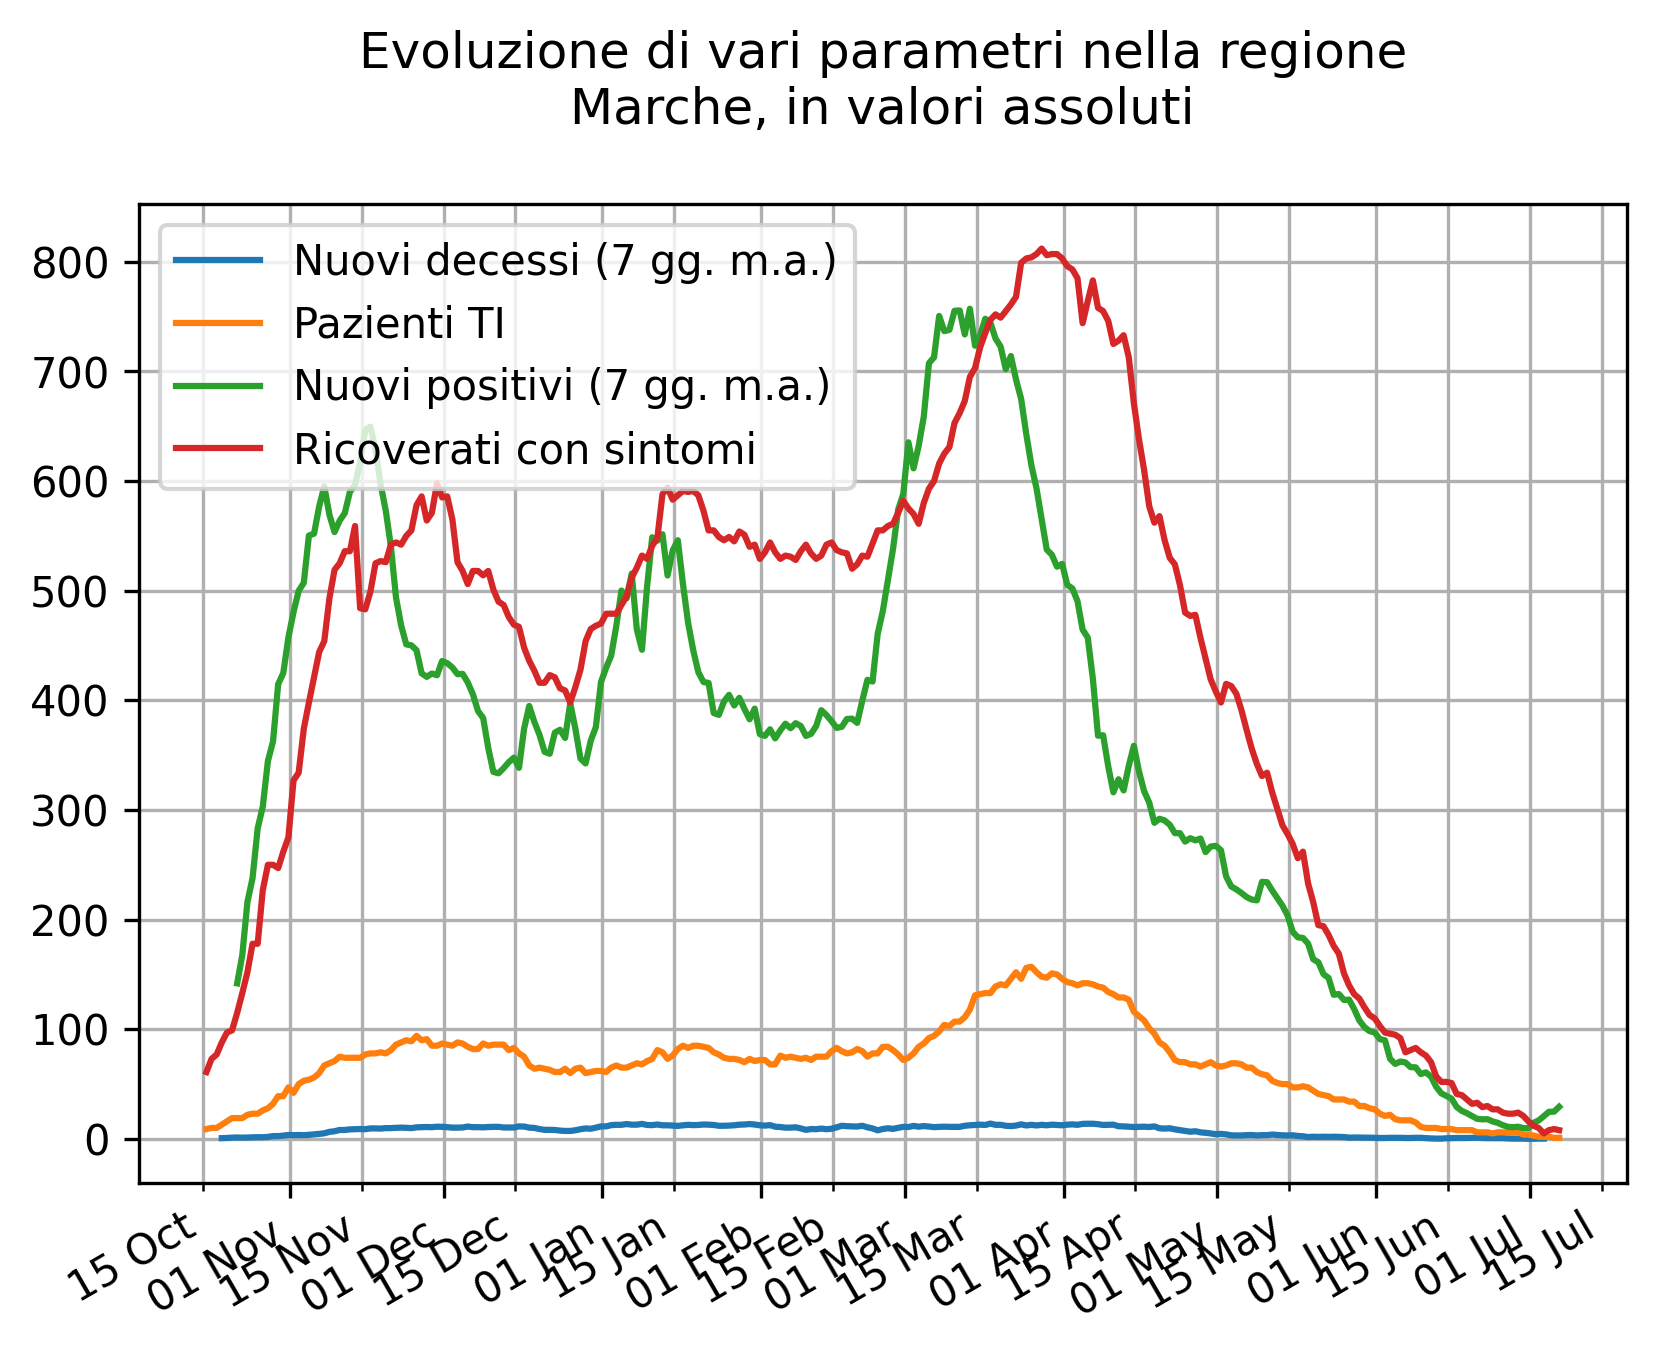 Evoluzione di vari parametri nella regione
Marche, in valori assoluti
Nuovi decessi (7 gg. m.a.)
Pazienti TI
Nuovi positivi (7 gg. m.a.)
Ricoverati con sintomi
800
700
600
500
400
300
200
100
0
15 Oct
01 Nov
15 Nov
01 Dec
15 Dec
01 Jan
15 Jan
01 Feb
15 Feb
01 Mar
15 Mar
01 Apr
15 Apr
01 May
15 May
01 Jun
15 Jun
01 Jul
15 Jul